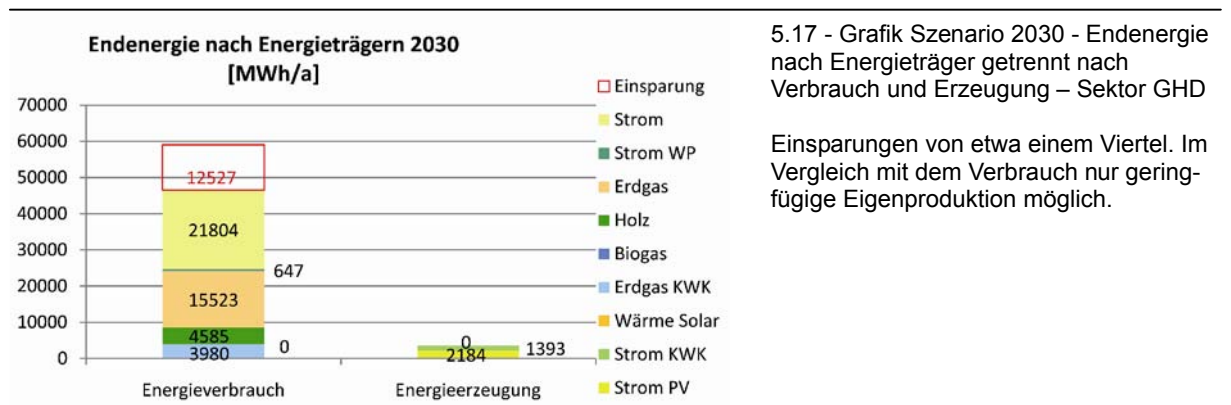 Endenergie nach Energieträgern 2030
[MWh/a]
70000
60000
50000
40000
30000
20000
10000
0
12527
21804
647
15523
4585
3980
0
0
2184
1393
Energieverbrauch
Energieerzeugung
Einsparung
Strom
Strom WP
Erdgas
Holz
Biogas
Erdgas KWK
Wärme Solar
Strom KWK
Strom PV
5.17 - Grafik Szenario 2030 - Endenergie
nach Energieträger getrennt nach
Verbrauch und Erzeugung – Sektor GHD
Einsparungen von etwa einem Viertel. Im
Vergleich mit dem Verbrauch nur gering-
fügige Eigenproduktion möglich.